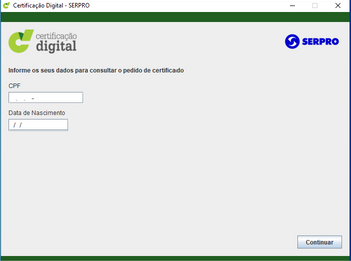 Certificação Digital - SERPRO
certificação
digital
SERPRO
Informe os seus dados para consultar o pedido de certificado
CPF
. . -
Data de Nascimento
/ /
Continuar